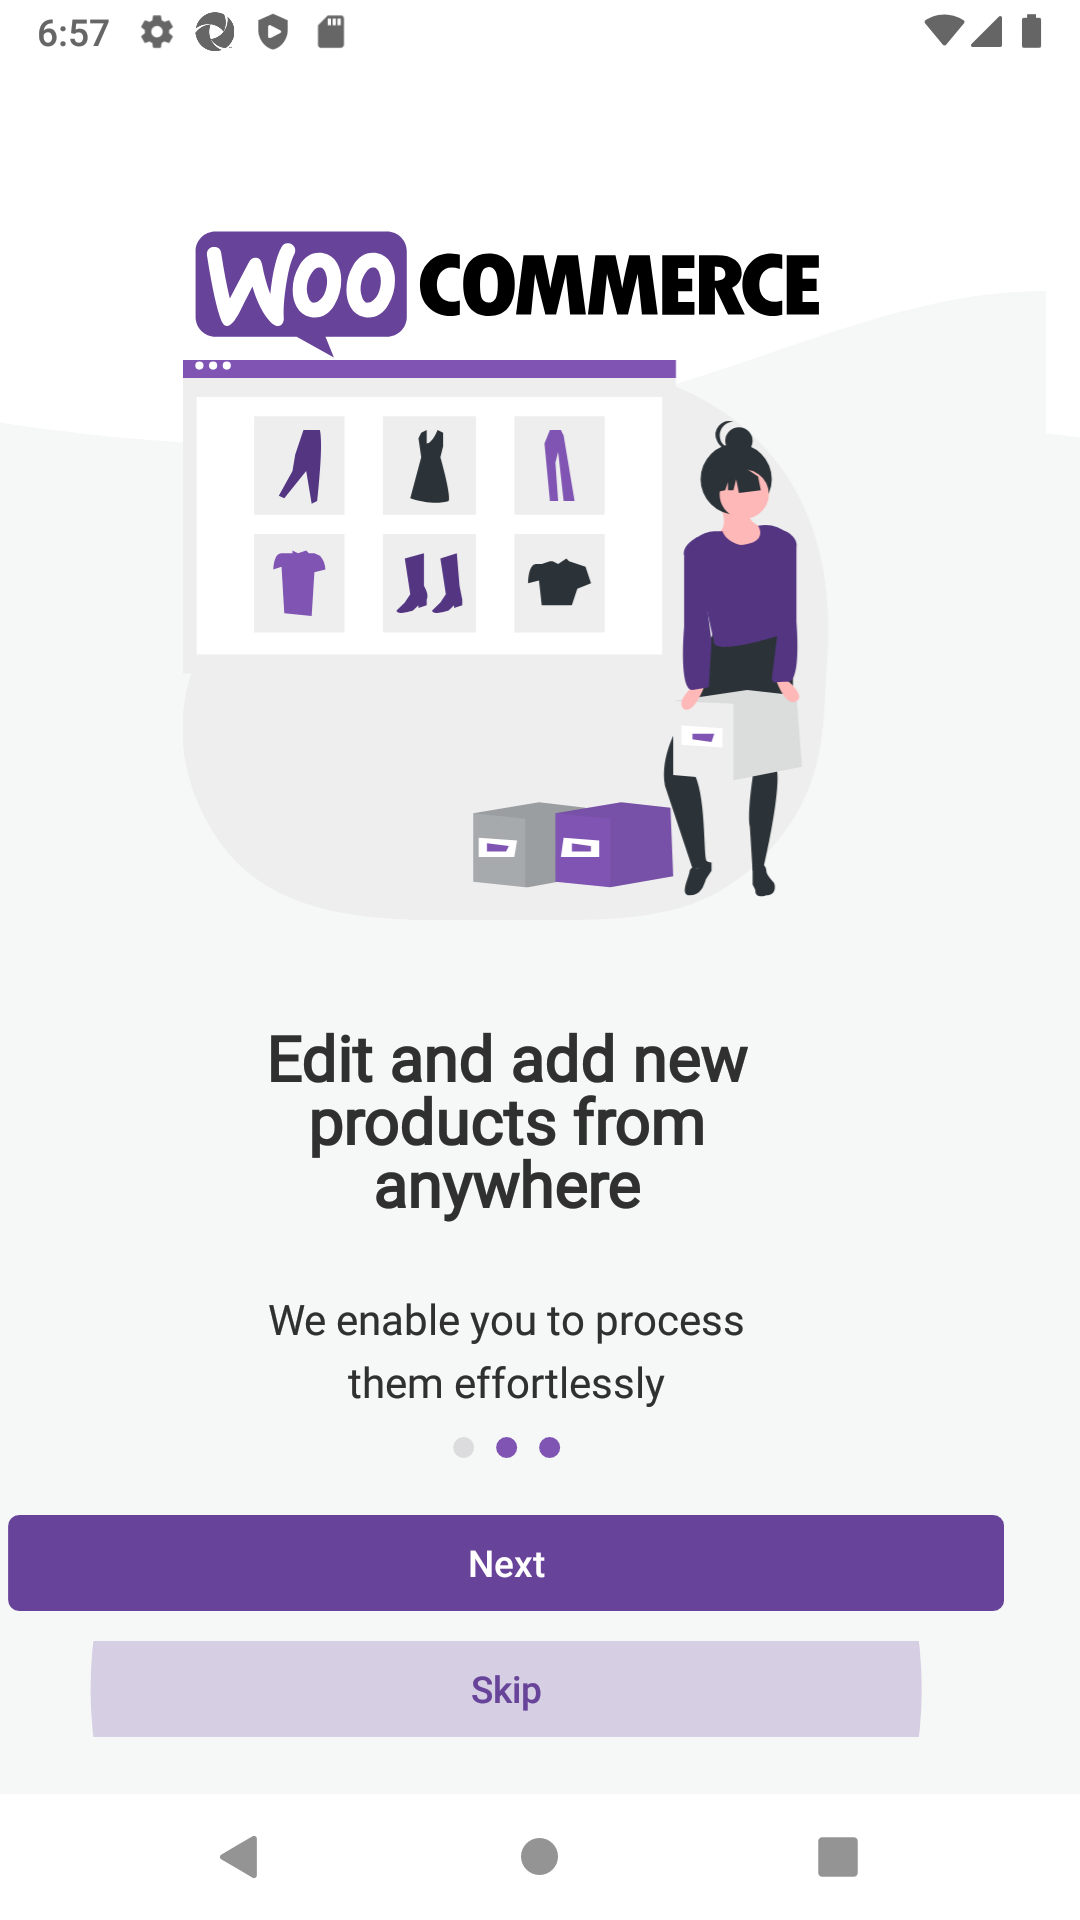 6:57
WOO COMMERCE
Edit and add new
products from
anywhere
We enable you to process
them effortlessly
Next
Skip